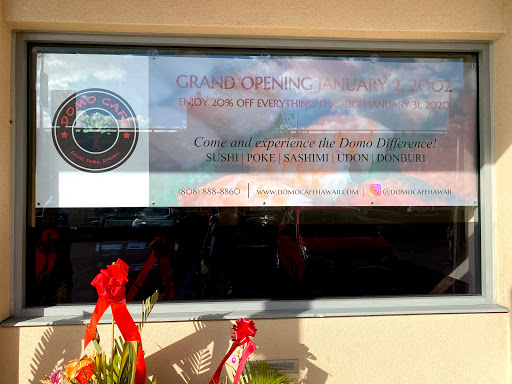 DOMO CAFE
GRAND OPENING JANUARY 2, 2002
ENJOY 20% OFF EVERYTHING THROUGH JANUARY 31, 2020
Come and experience the Domo Difference!
SUSHI | POKE | SASHIMI | UDON | DONBURI
(808) 888-8860 | WWW.DOMOCAFEHAWAII.COM | @DOMOCAFEHAWAII